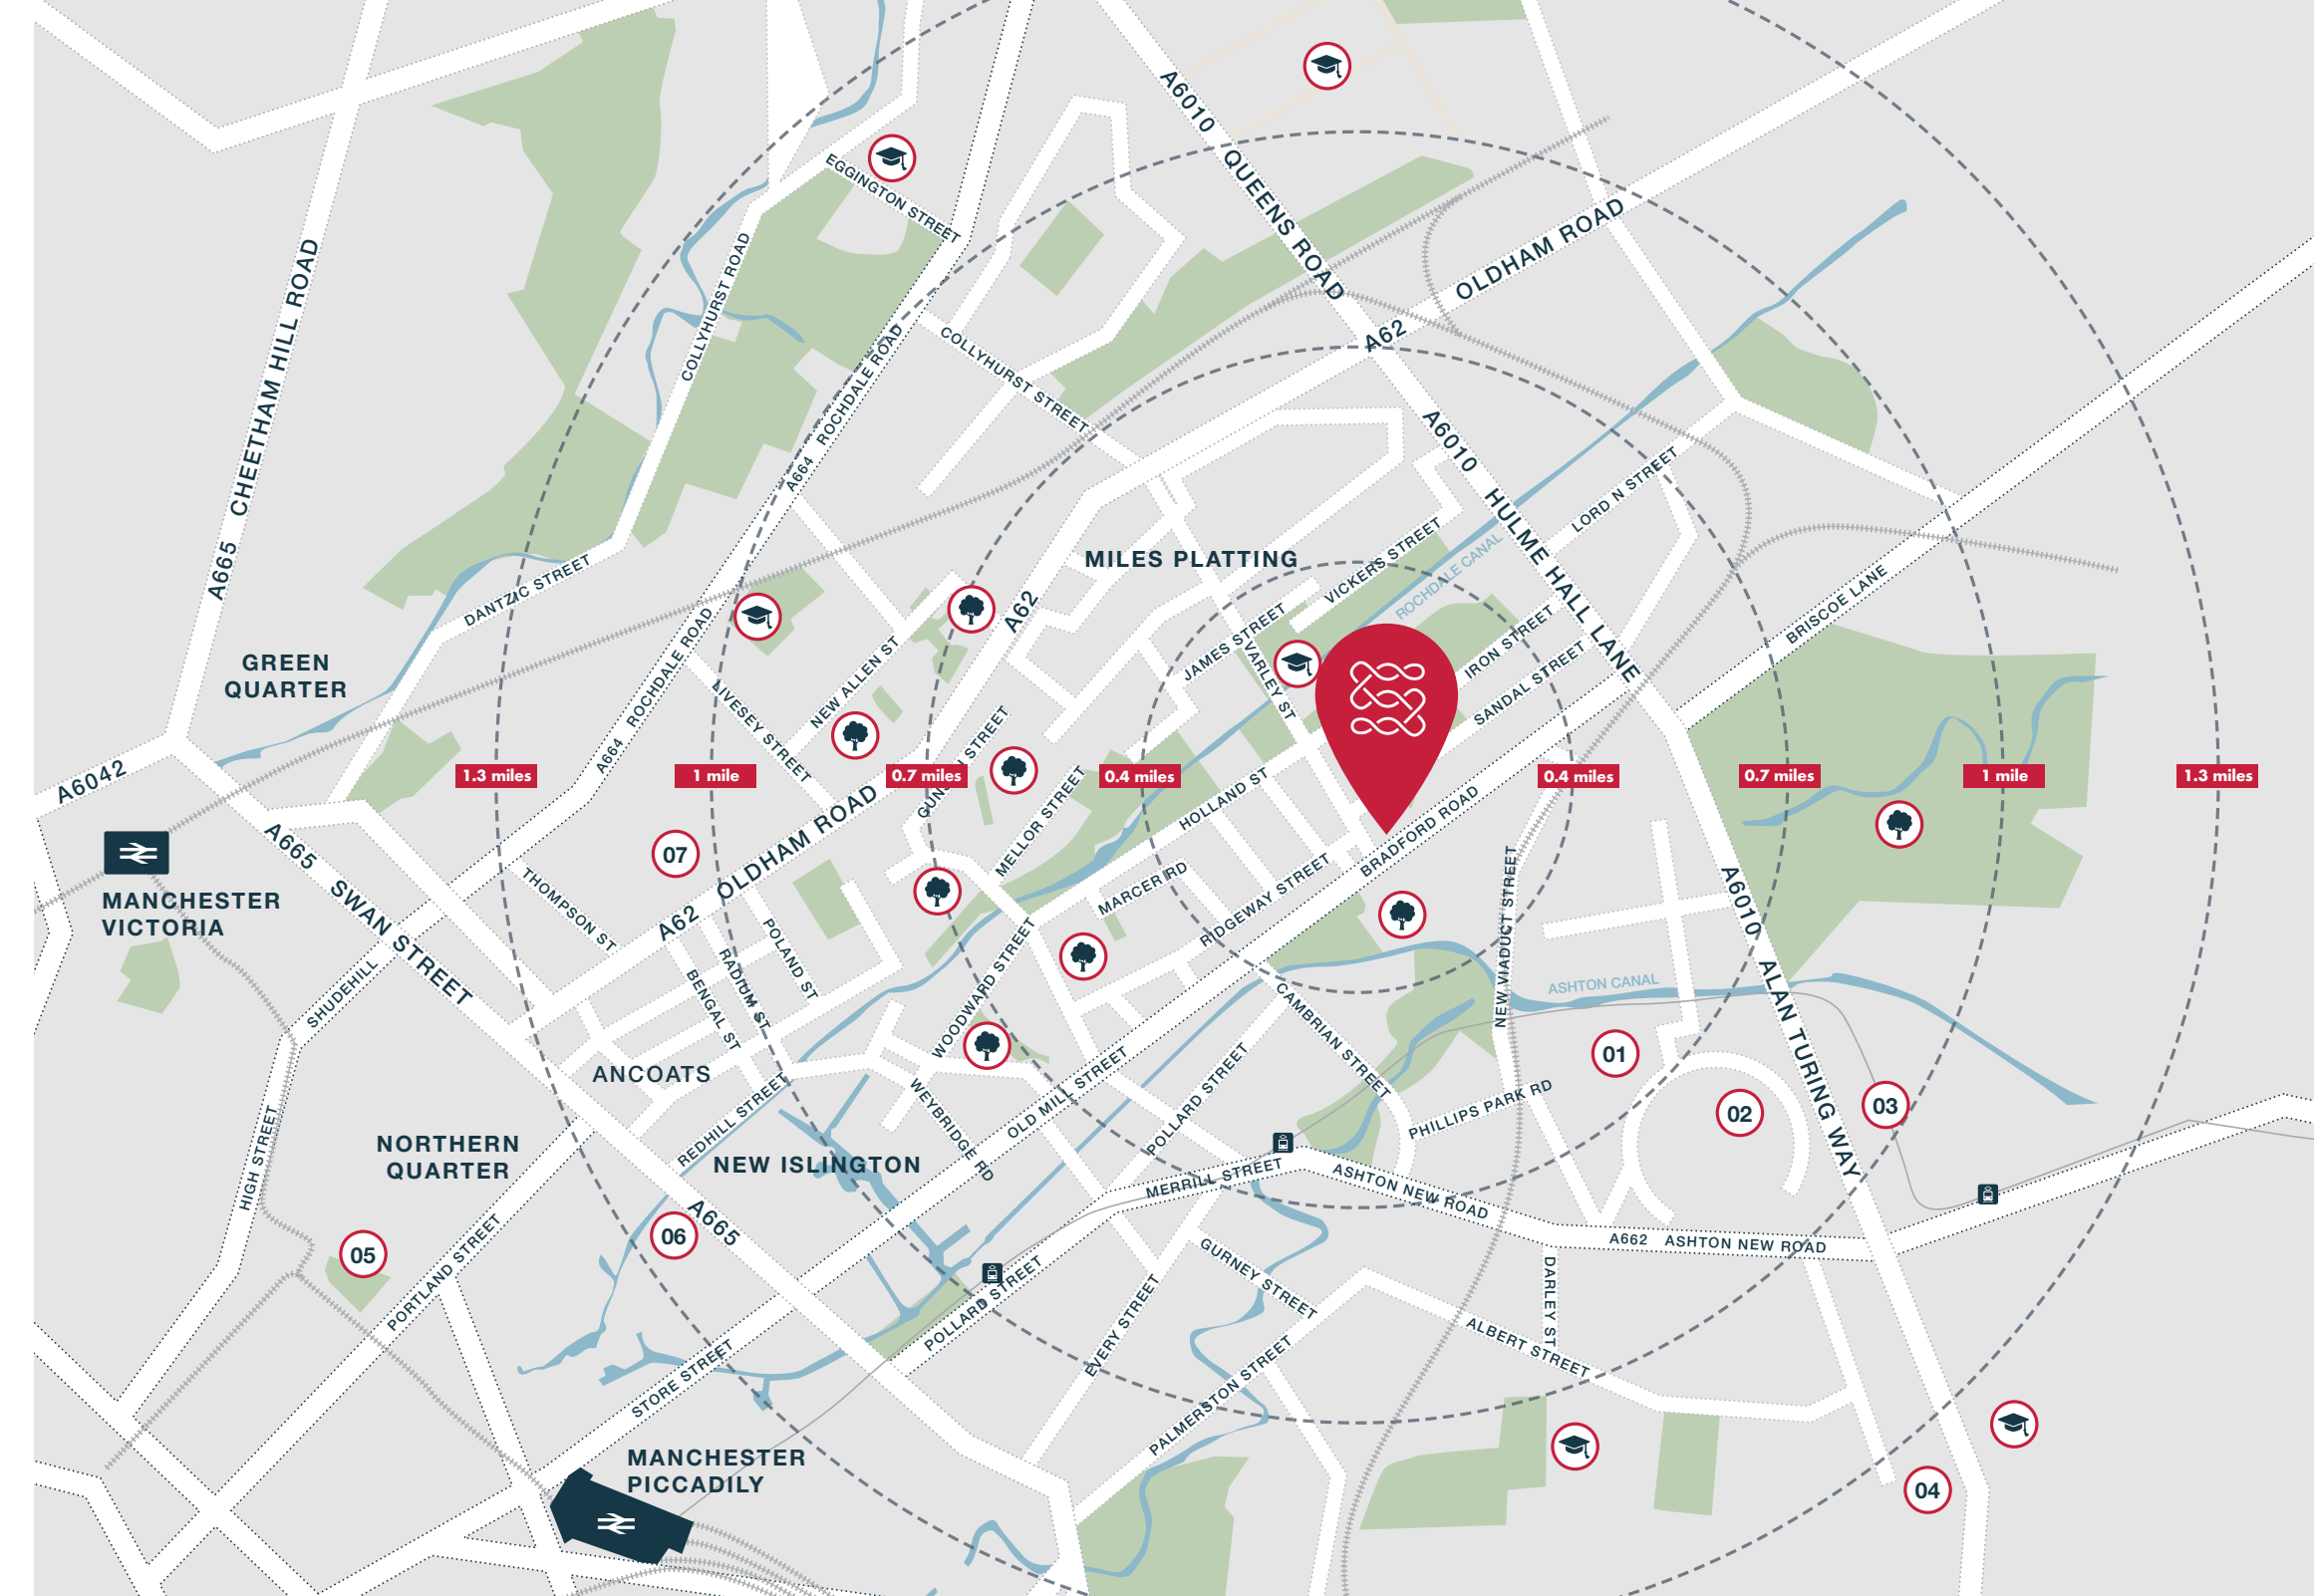 A6010
QUEENS ROAD
EGGINGTON STREET
OLDHAM ROAD
A62
COLLYHURST ROAD
A665 CHEETHAM HILL ROAD
COLLYHURST STREET
A664 ROCHDALE ROAD
A6010
HULME HALL LANE
LORD N STREET
VICKERS STREET
ROCHDALE CANAL
MILES PLATTING
DANTZIC STREET
A62
BRISCOE LANE
JAMES STREET
IRON STREET
SANDAL STREET
VARLEY ST
A664 ROCHDALE ROAD
NEW ALLEN ST
LIVESEY STREET
GREEN
QUARTER
GUNSON STREET
MELLOR STREET
HOLLAND ST
A6042
1.3 miles
1 mile
0.7 miles
0.4 miles
0.4 miles
0.7 miles
1 mile
1.3 miles
BRADFORD ROAD
OLDHAM ROAD
A62
07
MANCHESTER
VICTORIA
A665
SWAN STREET
THOMPSON ST
MARCER RD
RIDGEWAY STREET
NEW VIADUCT STREET
A6010
ALAN TURING WAY
POLAND ST
RADIUM ST
BENGAL ST
WOODWARD STREET
SHUDEHILL
CAMBRIAN STREET
ASHTON CANAL
01
02
03
ANCOATS
REDHILL STREET
OLD MILL STREET
POLLARD STREET
PHILLIPS PARK RD
WEYBRIDGE RD
NORTHERN
QUARTER
NEW ISLINGTON
HIGH STREET
MERRILL STREET
ASHTON NEW ROAD
A662 ASHTON NEW ROAD
A665
05
06
PORTLAND STREET
POLLARD STREET
GURNEY STREET
DARLEY ST
EVERY STREET
ALBERT STREET
STORE STREET
PALMERSTON STREET
MANCHESTER
PICCADILY
04